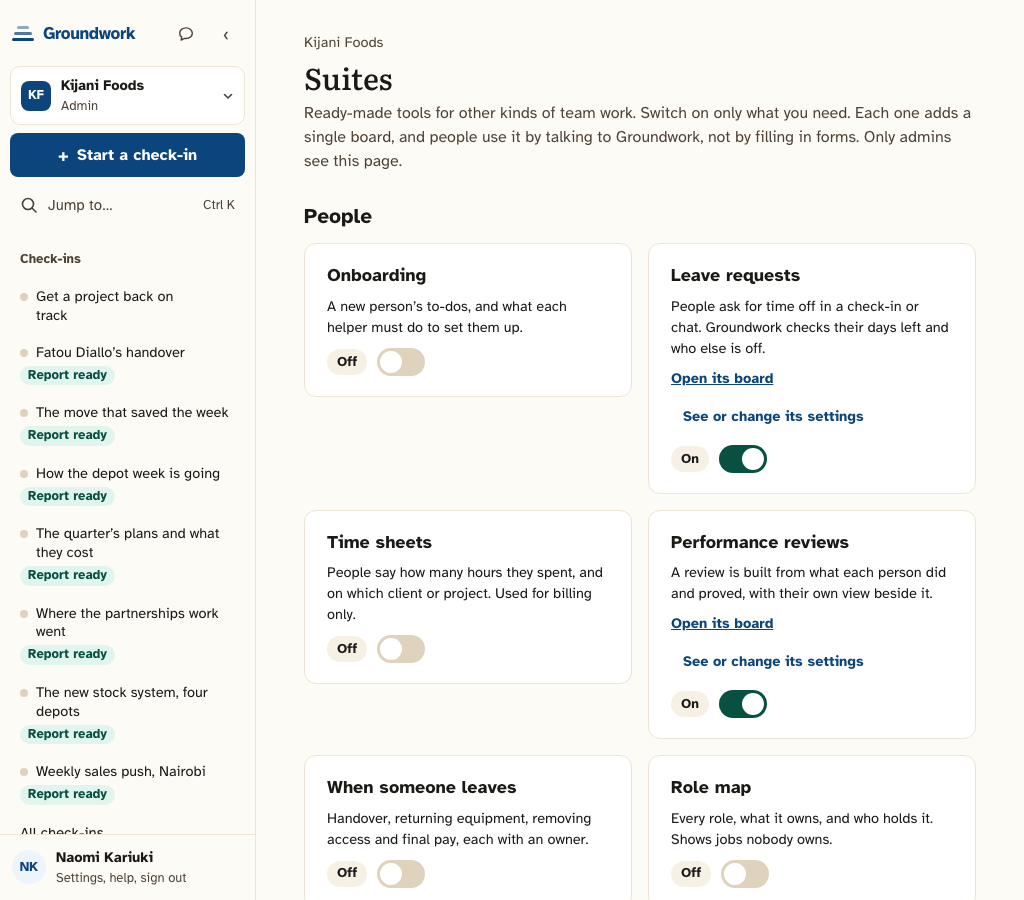 Groundwork
KF
Kijani Foods
Admin
+ Start a check-in
Jump to...
Ctrl K
Check-ins
Get a project back on
track
Fatou Diallo's handover
Report ready
The move that saved the week
Report ready
How the depot week is going
Report ready
The quarter's plans and what
they cost
Report ready
Where the partnerships work
went
Report ready
The new stock system, four
depots
Report ready
Weekly sales push, Nairobi
Report ready
All check-ins
NK
Naomi Kariuki
Settings, help, sign out
Kijani Foods
Suites
Ready-made tools for other kinds of team work. Switch on only what you need. Each one adds a
single board, and people use it by talking to Groundwork, not by filling in forms. Only admins
see this page.
People
Onboarding
A new person's to-dos, and what each
helper must do to set them up.
Off
Leave requests
People ask for time off in a check-in or
chat. Groundwork checks their days left and
who else is off.
Open its board
See or change its settings
On
Time sheets
People say how many hours they spent, and
on which client or project. Used for billing
only.
Off
Performance reviews
A review is built from what each person did
and proved, with their own view beside it.
Open its board
See or change its settings
On
When someone leaves
Handover, returning equipment, removing
access and final pay, each with an owner.
Off
Role map
Every role, what it owns, and who holds it.
Shows jobs nobody owns.
Off